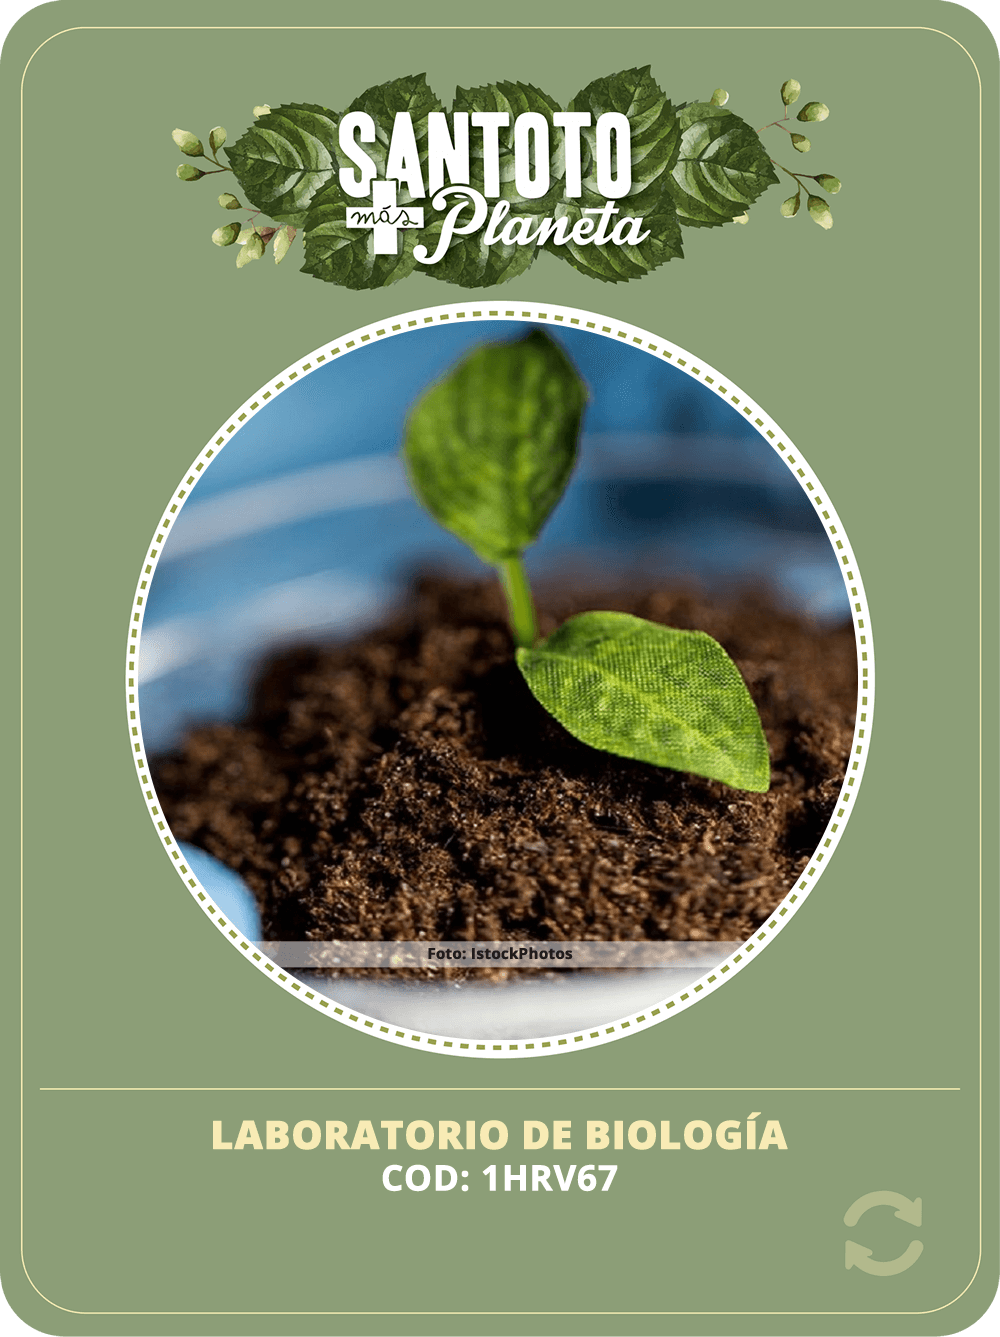 SANTOTO
más Planeta
Foto: IstockPhotos
LABORATORIO DE BIOLOGÍA
COD: 1HRV67